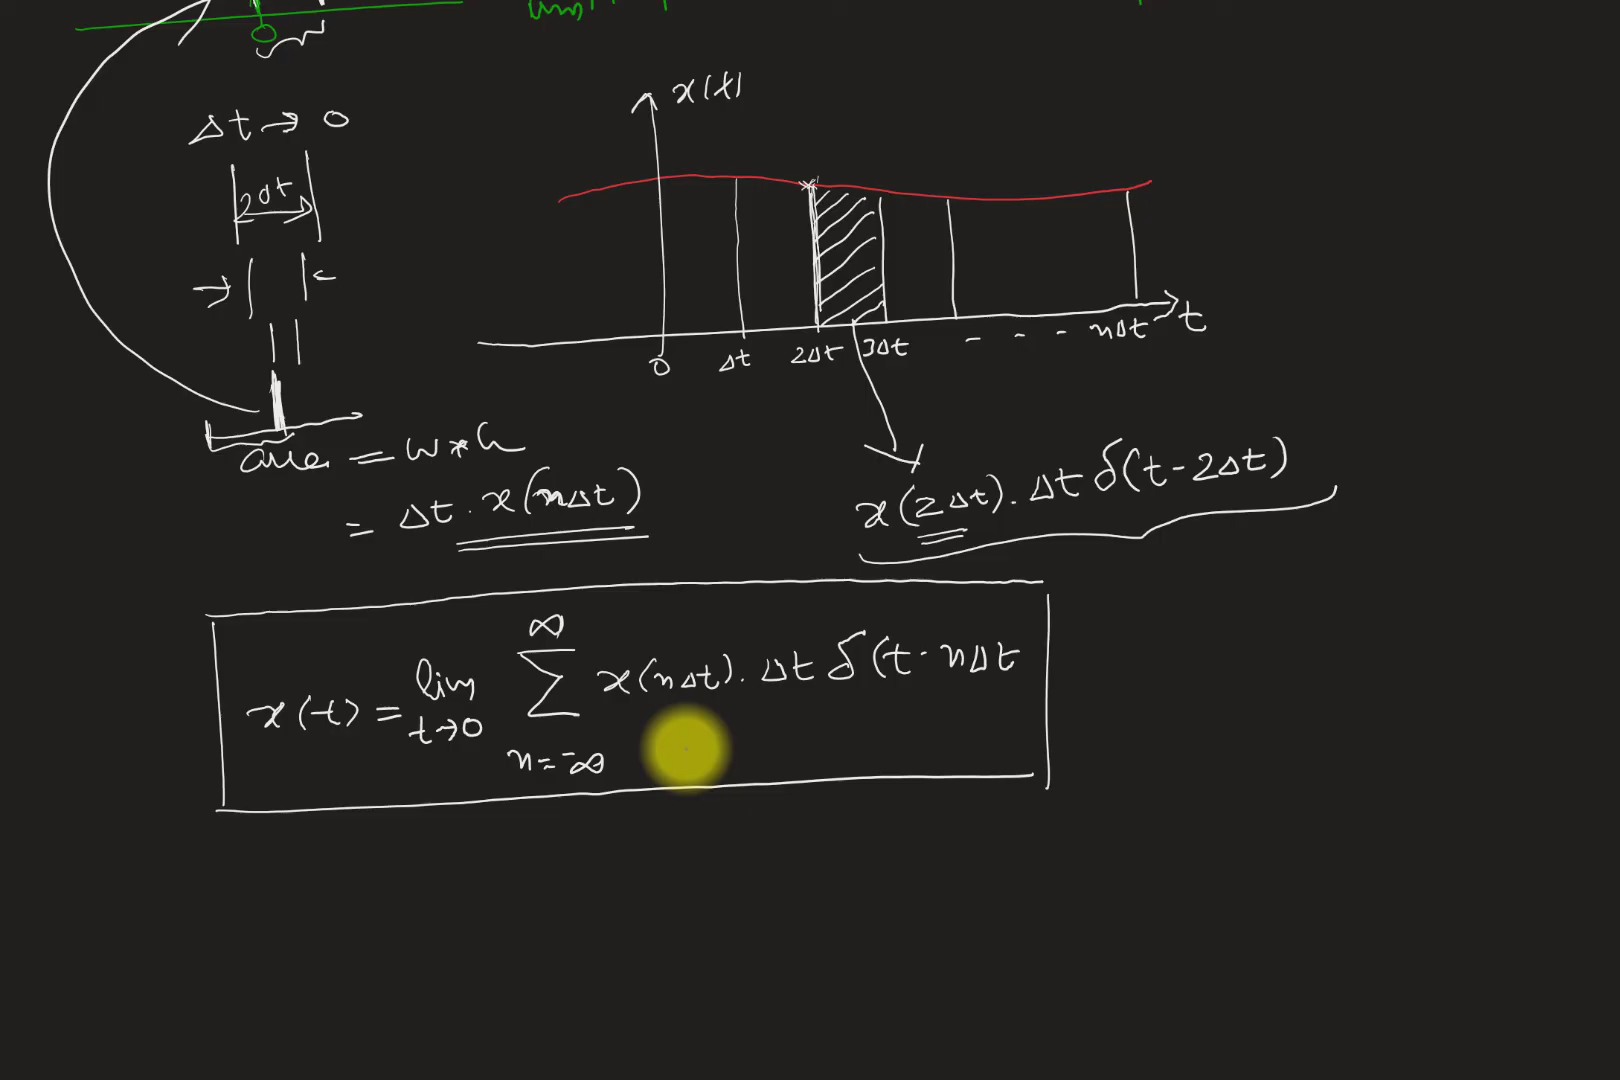 0
x(t)
Δt → 0
2Δt
0 Δt 2Δt 3Δt - - - nΔt t
area = w * h
= Δt . x(nΔt)
x(2Δt) . Δt δ(t - 2Δt)
x(t) = lim t→0 ∑ n=-∞ ∞ x(nΔt) . Δt δ(t - nΔt